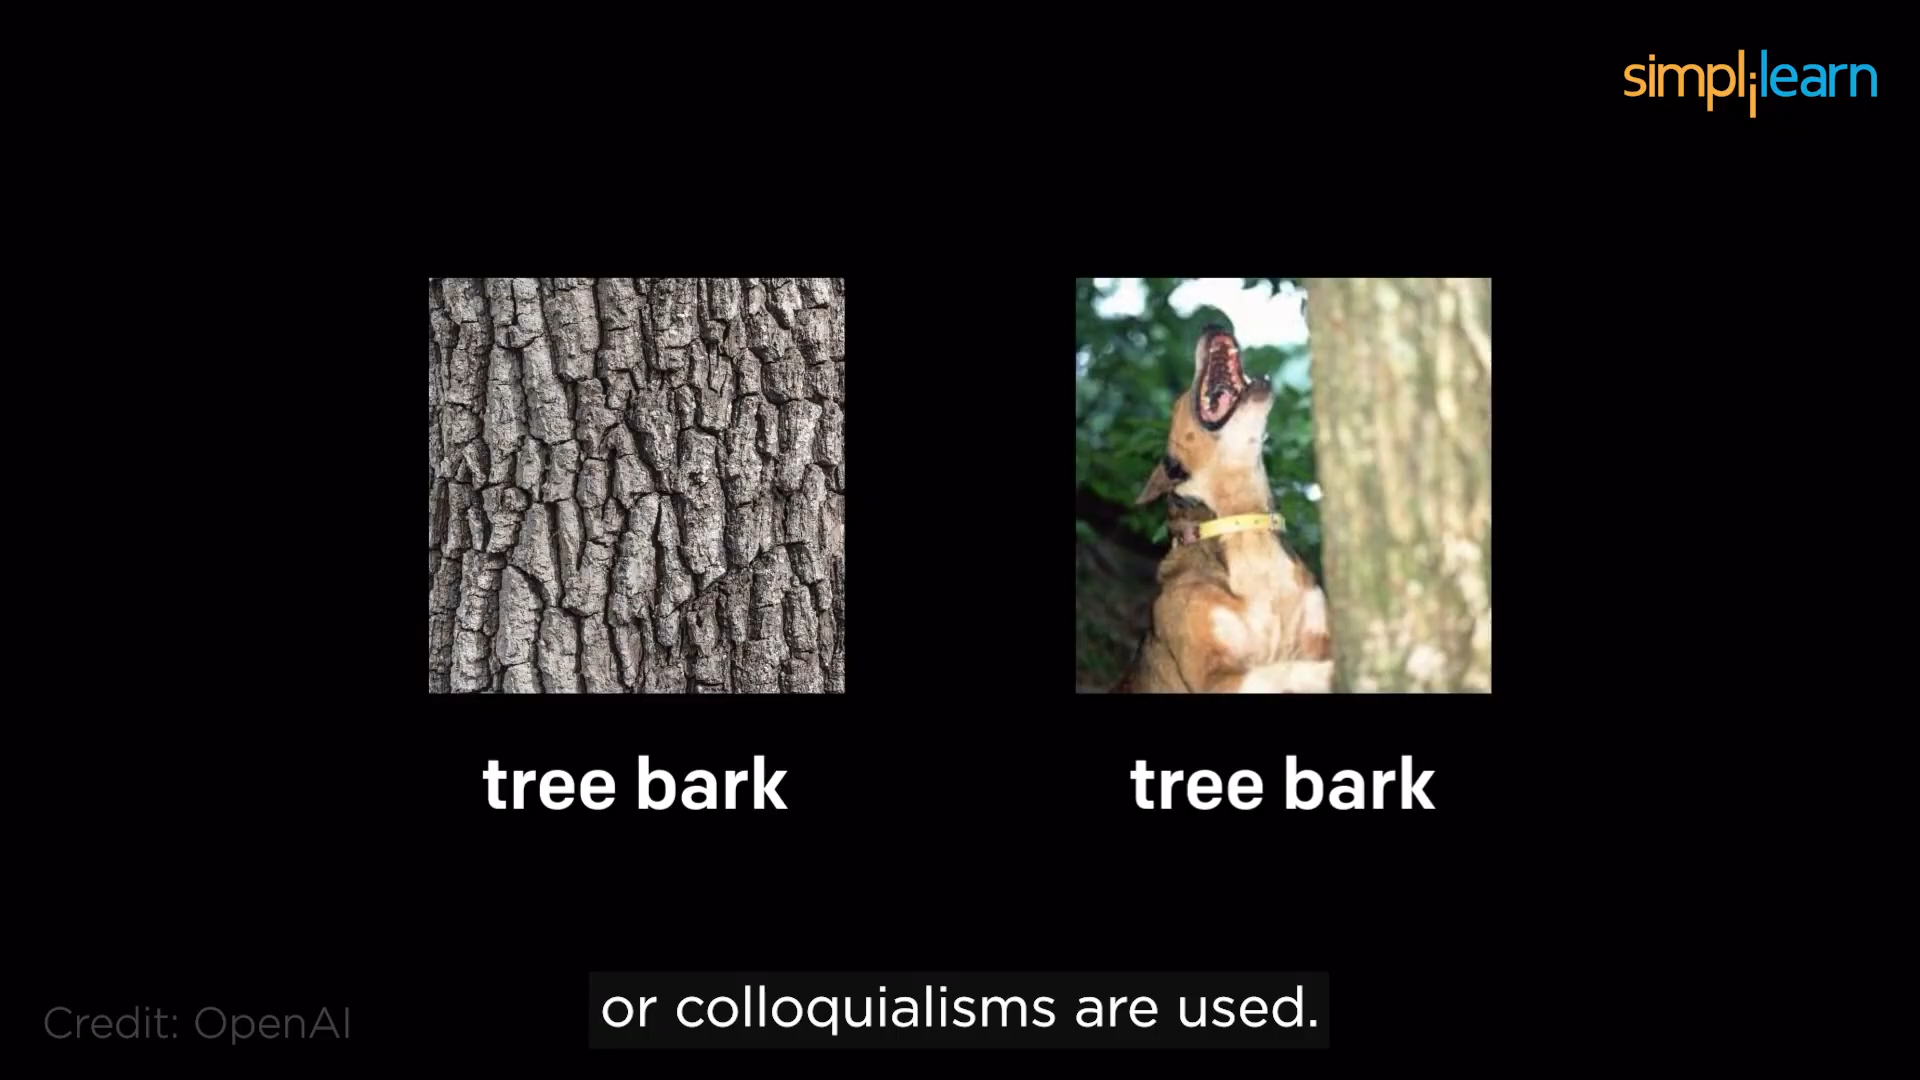 simplilearn
tree bark
tree bark
or colloquialisms are used.
Credit: OpenAI